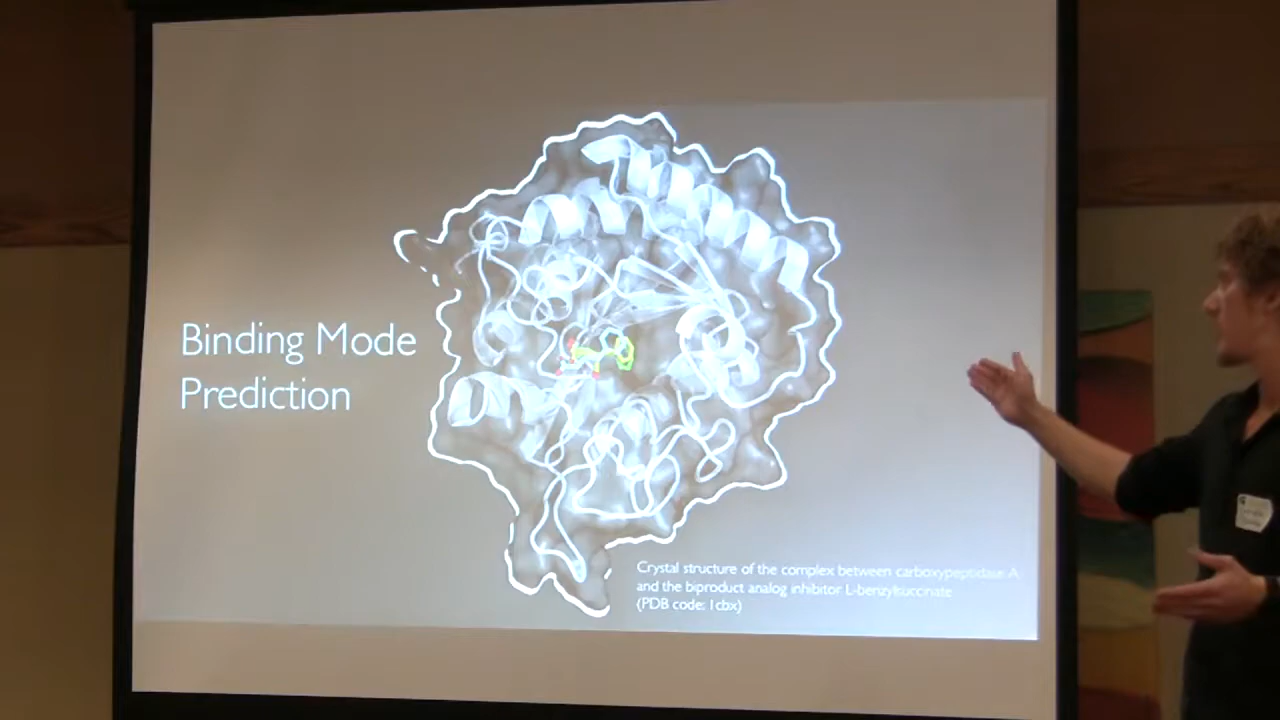 Binding Mode
Prediction
Crystal structure of the complex between carboxypeptidase A
and the biproduct analog inhibitor L-benzylsuccinate
(PDB code: 1cbx)